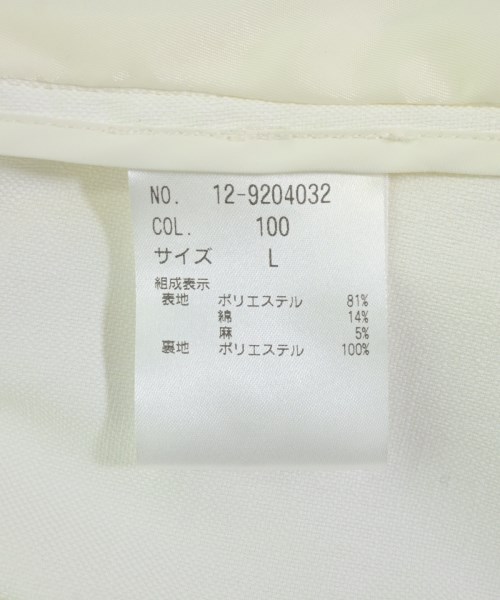 NO. 12-9204032
COL. 100
サイズ L
組成表示
表地 ポリエステル 81%
綿 14%
麻 5%
裏地 ポリエステル 100%